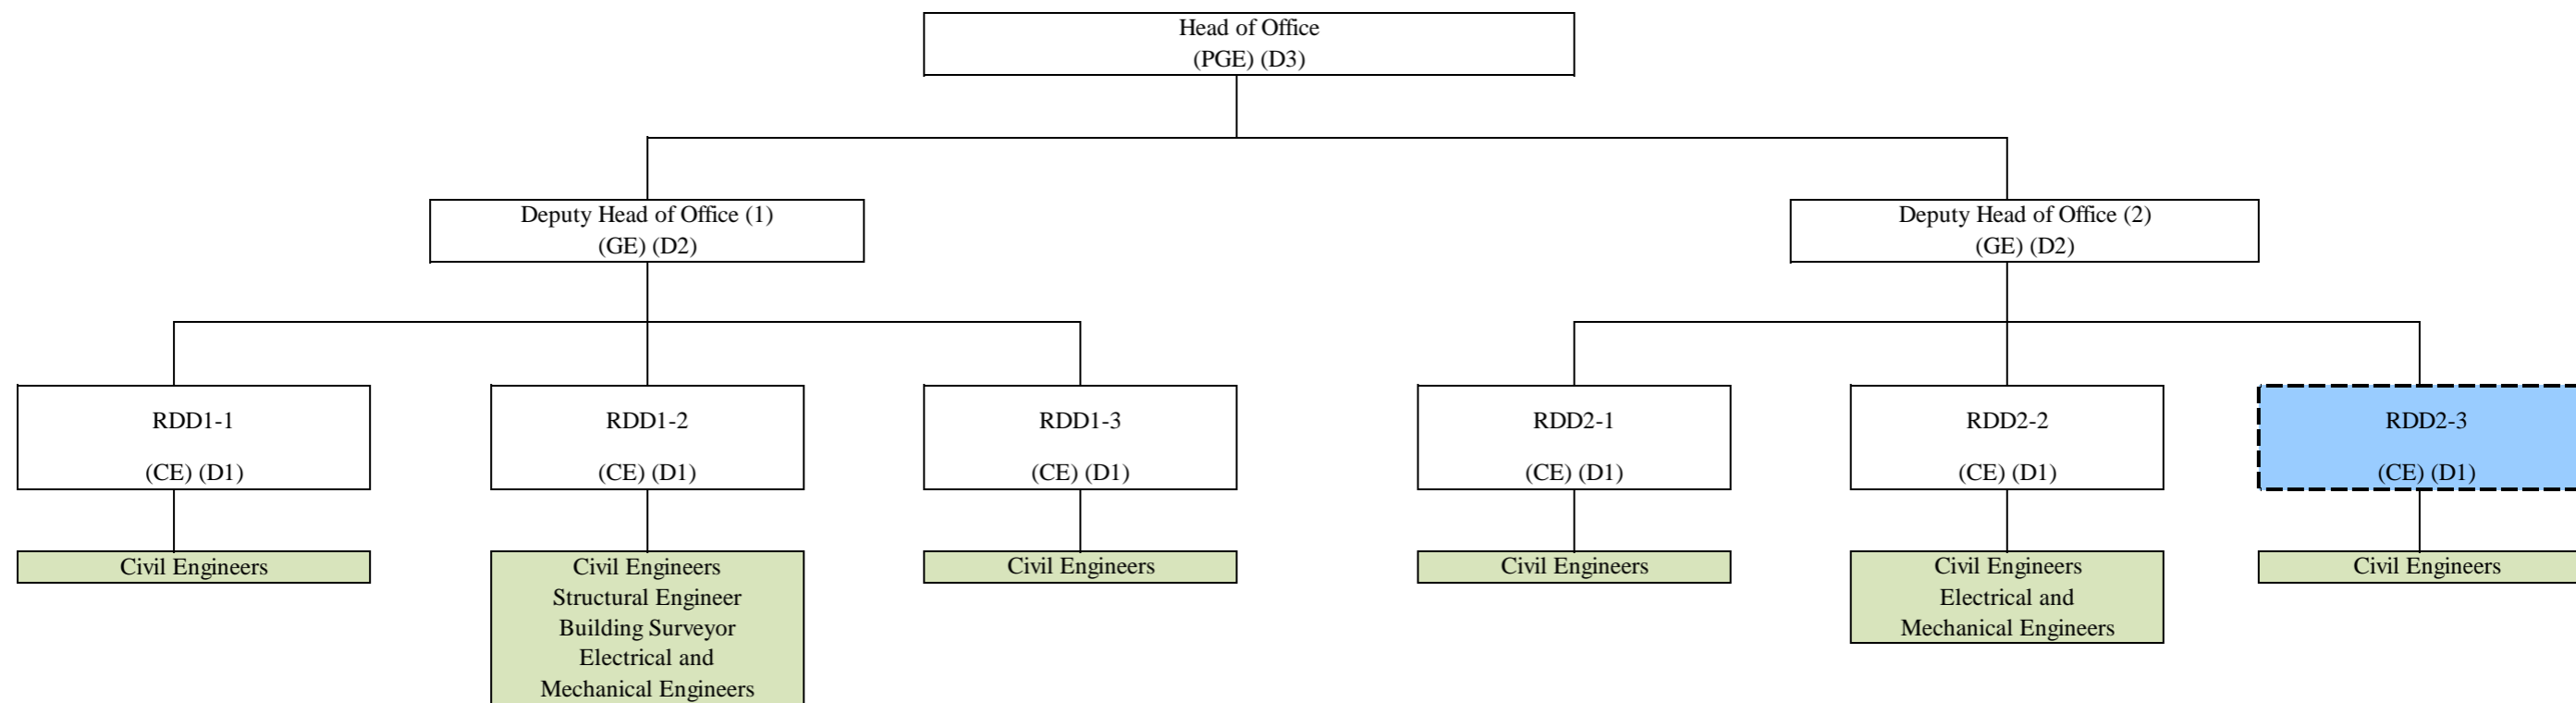 Head of Office
(PGE) (D3)
Deputy Head of Office (1)
(GE) (D2)
Deputy Head of Office (2)
(GE) (D2)
RDD1-1
(CE) (D1)
RDD1-2
(CE) (D1)
RDD1-3
(CE) (D1)
RDD2-1
(CE) (D1)
RDD2-2
(CE) (D1)
RDD2-3
(CE) (D1)
Civil Engineers
Civil Engineers
Structural Engineer
Building Surveyor
Electrical and
Mechanical Engineers
Civil Engineers
Civil Engineers
Civil Engineers
Electrical and
Mechanical Engineers
Civil Engineers